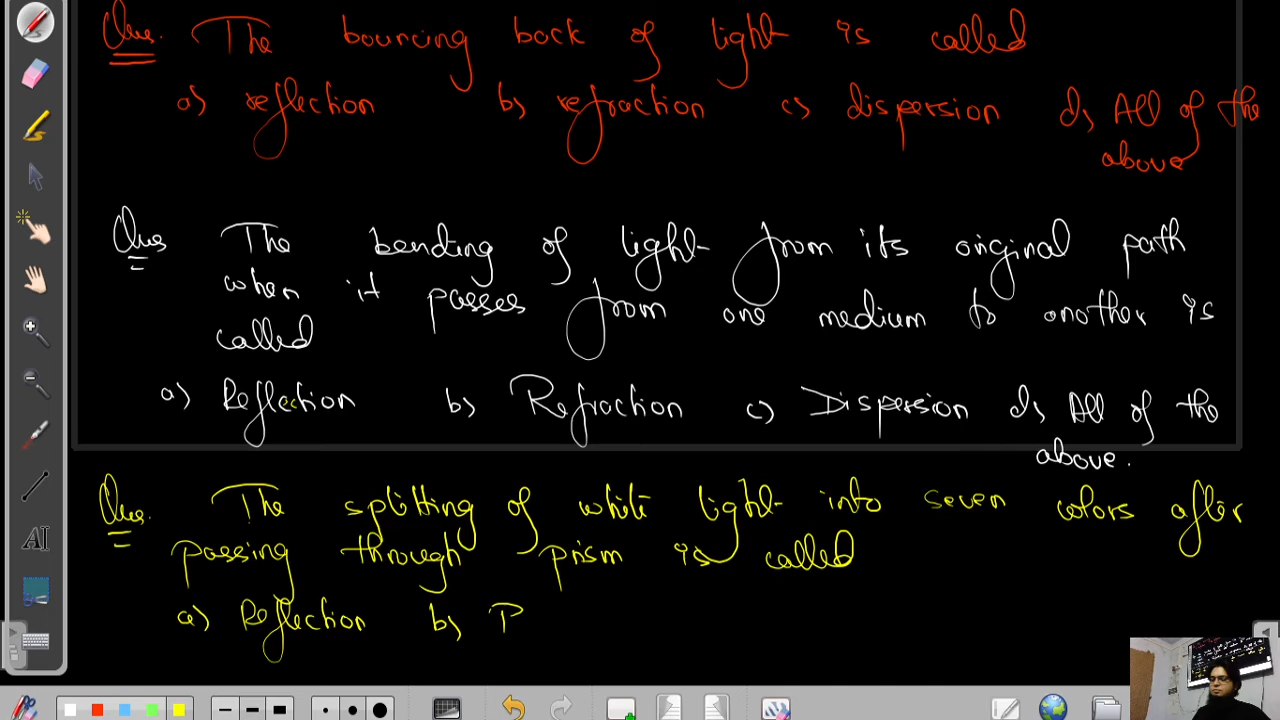 Que. The bouncing back of light is called
a) reflection b) refraction c) dispersion d) All of the
above
Que The bending of light from its original path
when it passes from one medium to another is
called
a) Reflection b) Refraction c) Dispersion d) All of the
above.
Que. The splitting of white light into seven colors after
passing through prism is called
a) Reflection b)